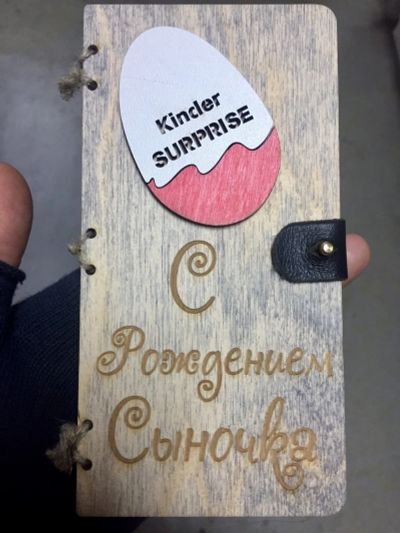 Kinder
SURPRISE
С
Рождением
Сыночка